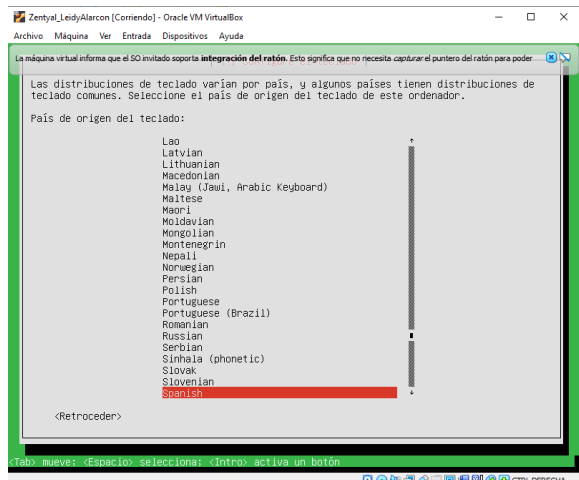 Zentyal_LeidyAlarcon [Corriendo] - Oracle VM VirtualBox
Archivo Máquina Ver Entrada Dispositivos Ayuda
La máquina virtual informa que el SO invitado soporta integración del ratón. Esto significa que no necesita capturar el puntero del ratón para poder
Las distribuciones de teclado varían por país, y algunos países tienen distribuciones de
teclado comunes. Seleccione el país de origen del teclado de este ordenador.
País de origen del teclado:
Lao
Latvian
Lithuanian
Macedonian
Malay (Jawi, Arabic Keyboard)
Maltese
Maori
Moldavian
Mongolian
Montenegrin
Nepali
Norwegian
Persian
Polish
Portuguese
Portuguese (Brazil)
Romanian
Russian
Serbian
Sinhala (phonetic)
Slovak
Slovenian
Spanish
<Retroceder>
<Tab> mueve; <Espacio> selecciona; <Intro> activa un botón
CTRL DERECHA